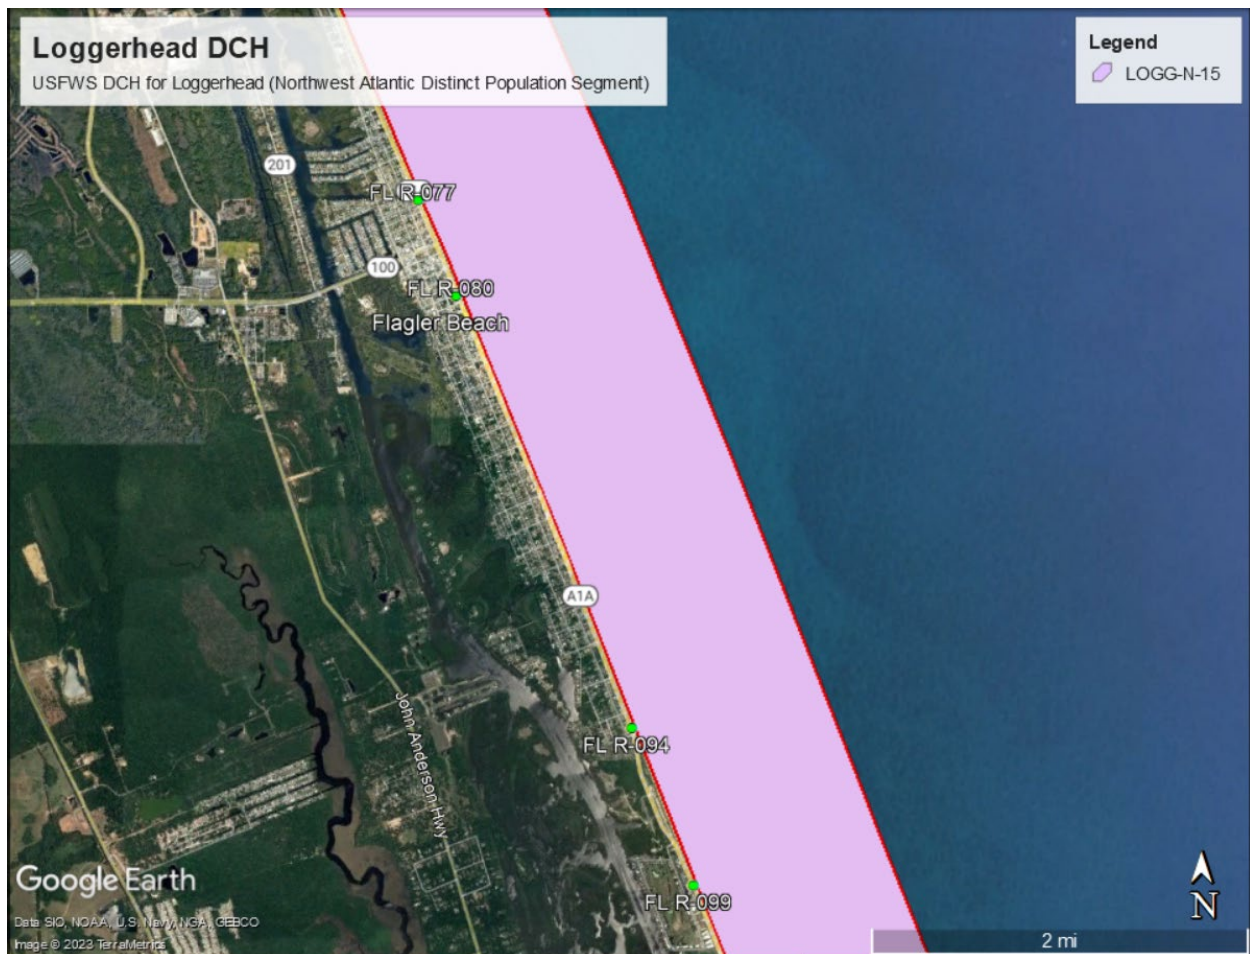 Loggerhead DCH
USFWS DCH for Loggerhead (Northwest Atlantic Distinct Population Segment)
Legend
LOGG-N-15
201
FL R-077
100
FL R-080
Flagler Beach
A1A
FL R-094
John Anderson Hwy
FL R-099
Google Earth
Data SIO, NOAA, U.S. Navy, NGA, GEBCO
Image © 2023 TerraMetrics
N
2 mi